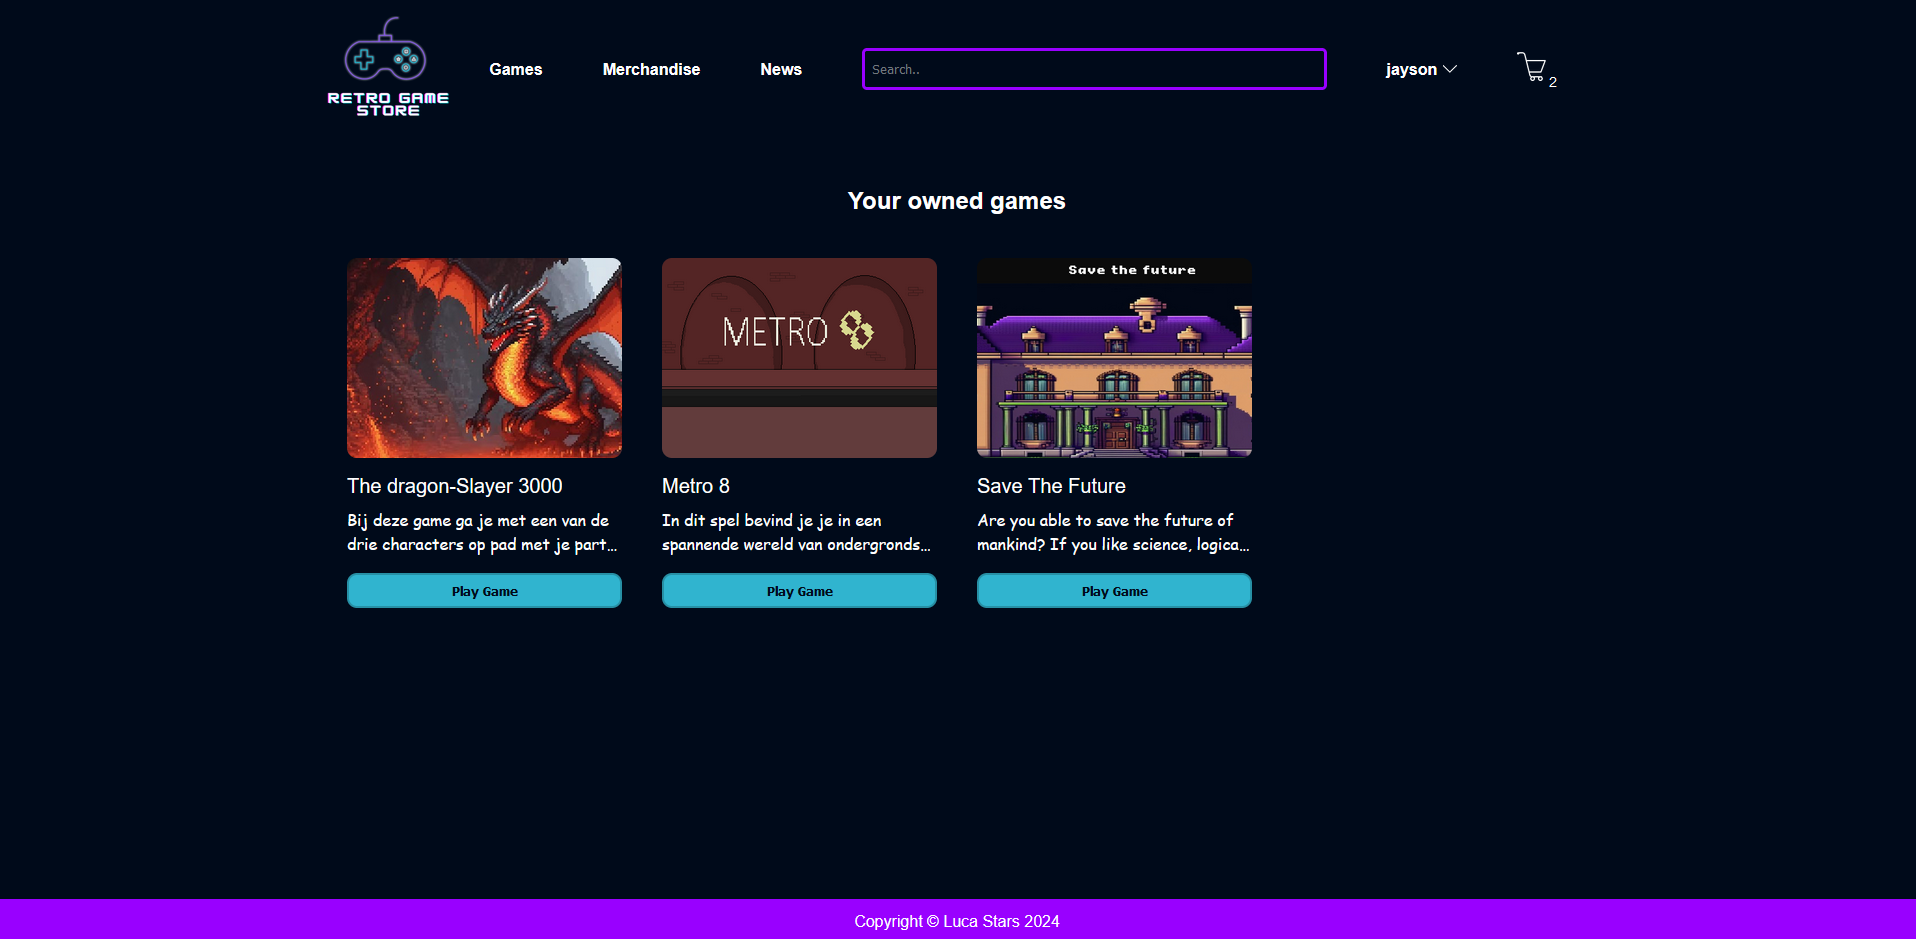 RETRO GAME
STORE
Games
Merchandise
News
Search..
jayson
2
Your owned games
Save the future
METRO 8
The dragon-Slayer 3000
Metro 8
Save The Future
Bij deze game ga je met een van de
drie characters op pad met je part...
In dit spel bevind je je in een
spannende wereld van ondergronds...
Are you able to save the future of
mankind? If you like science, logica...
Play Game
Play Game
Play Game
Copyright © Luca Stars 2024